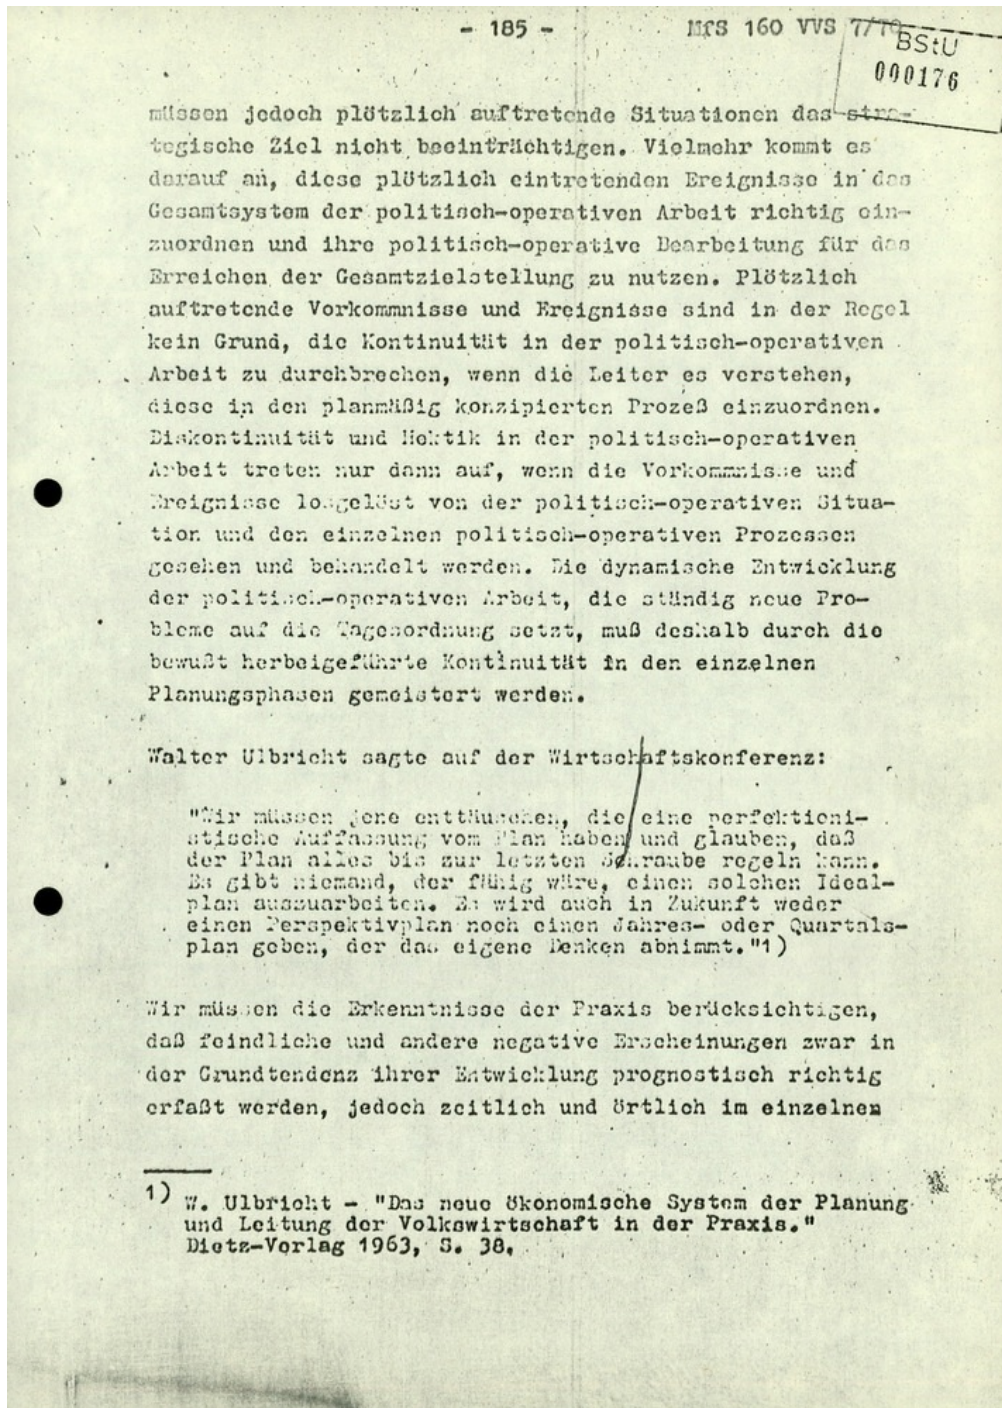 - 185 -
MfS 160 VVS 7/70
BStU
000176
müssen jedoch plötzlich auftretende Situationen das stra-
tegische Ziel nicht beeinträchtigen. Vielmehr kommt es
darauf an, diese plötzlich eintretenden Ereignisse in das
Gesamtsystem der politisch-operativen Arbeit richtig ein-
zuordnen und ihre politisch-operative Bearbeitung für das
Erreichen der Gesamtzielstellung zu nutzen. Plötzlich
auftretende Vorkommnisse und Ereignisse sind in der Regel
kein Grund, die Kontinuität in der politisch-operativen
Arbeit zu durchbrechen, wenn die Leiter es verstehen,
diese in den planmäßig konzipierten Prozeß einzuordnen.
Diskontinuität und Hektik in der politisch-operativen
Arbeit treten nur dann auf, wenn die Vorkommnisse und
Ereignisse losgelöst von der politisch-operativen Situa-
tion und den einzelnen politisch-operativen Prozessen
gesehen und behandelt werden. Die dynamische Entwicklung
der politisch-operativen Arbeit, die ständig neue Pro-
bleme auf die Tagesordnung setzt, muß deshalb durch die
bewußt herbeigeführte Kontinuität in den einzelnen
Planungsphasen gemeistert werden.
Walter Ulbricht sagte auf der Wirtschaftskonferenz:
"Wir müssen jene enttäuschen, die eine perfektioni-
stische Auffassung vom Plan haben und glauben, daß
der Plan alles bis zur letzten Schraube regeln kann.
Es gibt niemand, der fähig wäre, einen solchen Ideal-
plan auszuarbeiten. Es wird auch in Zukunft weder
einen Perspektivplan noch einen Jahres- oder Quartals-
plan geben, der das eigene Denken abnimmt."1)
Wir müssen die Erkenntnisse der Praxis berücksichtigen,
daß feindliche und andere negative Erscheinungen zwar in
der Grundtendenz ihrer Entwicklung prognostisch richtig
erfaßt werden, jedoch zeitlich und örtlich im einzelnen
1) W. Ulbricht - "Das neue ökonomische System der Planung
und Leitung der Volkswirtschaft in der Praxis."
Dietz-Verlag 1963, S. 38.